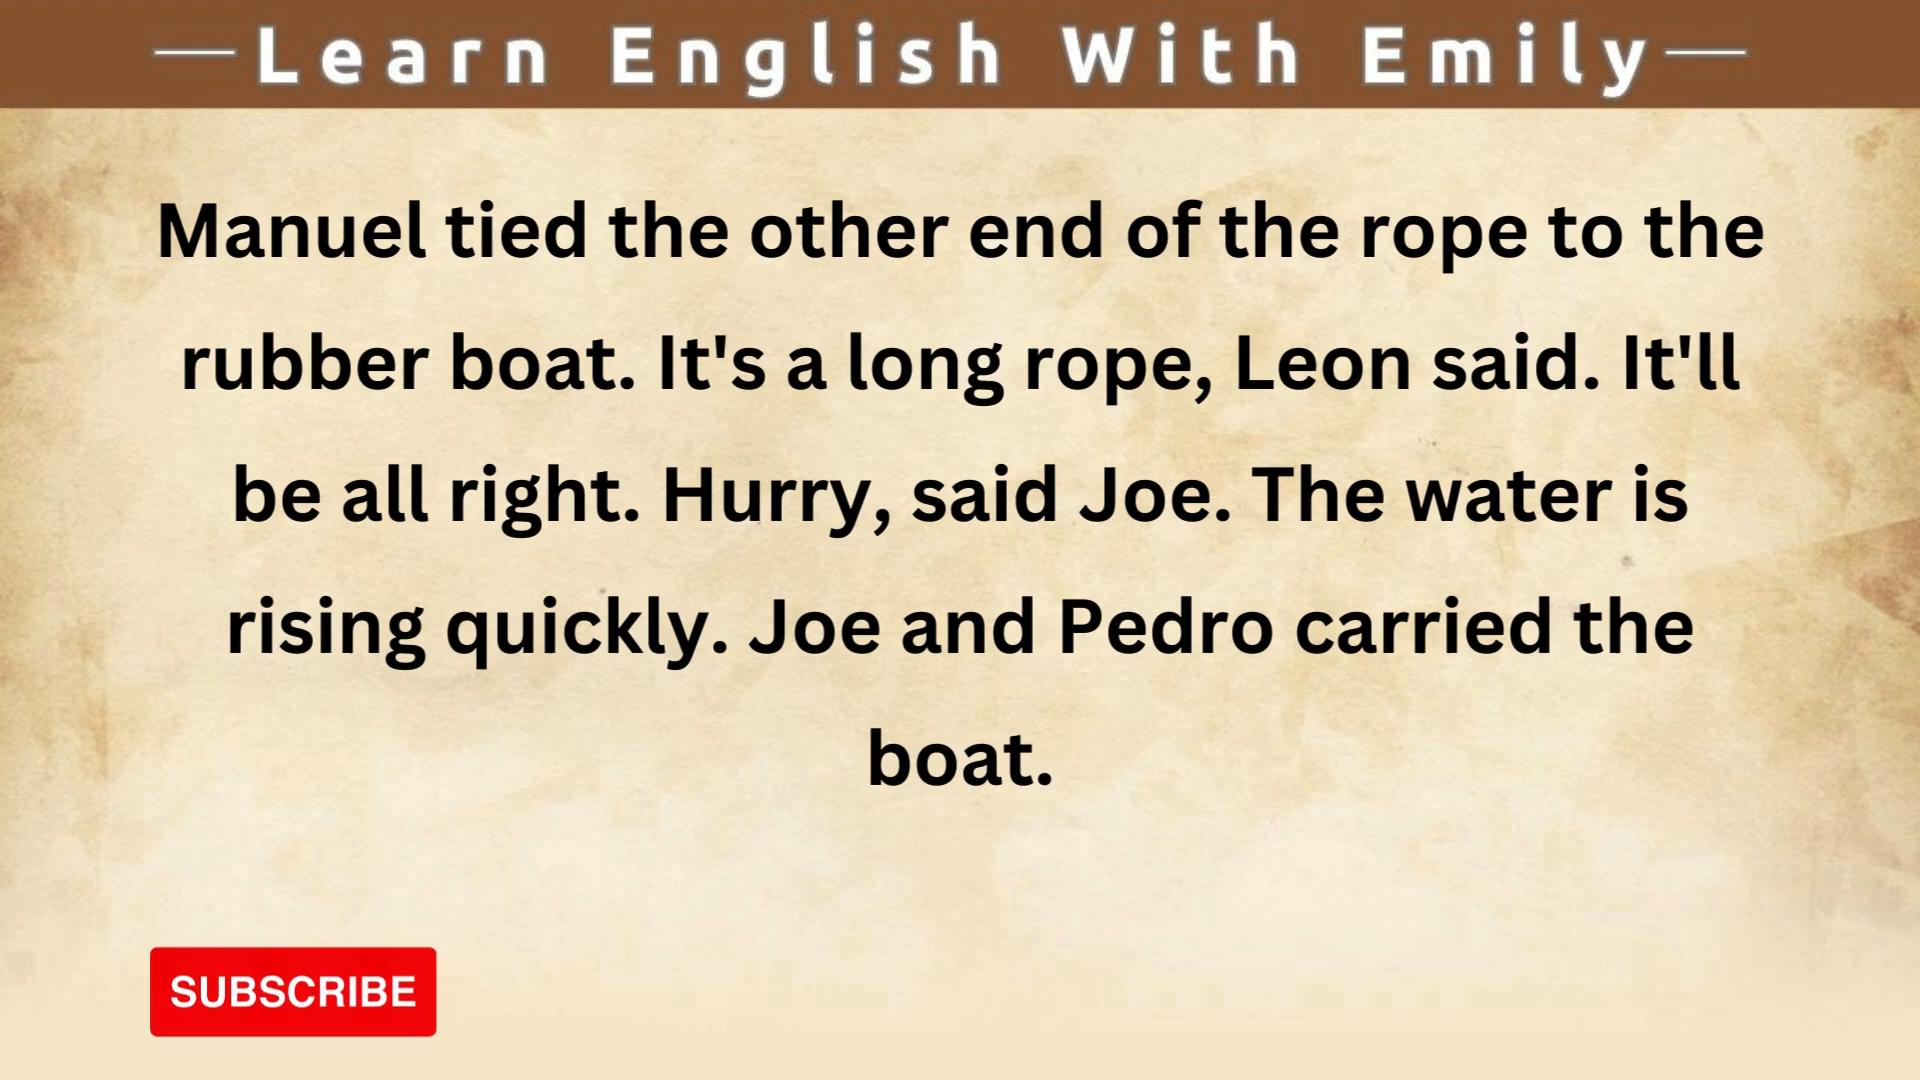 Learn English With Emily
Manuel tied the other end of the rope to the
rubber boat. It's a long rope, Leon said. It'll
be all right. Hurry, said Joe. The water is
rising quickly. Joe and Pedro carried the
boat.
SUBSCRIBE